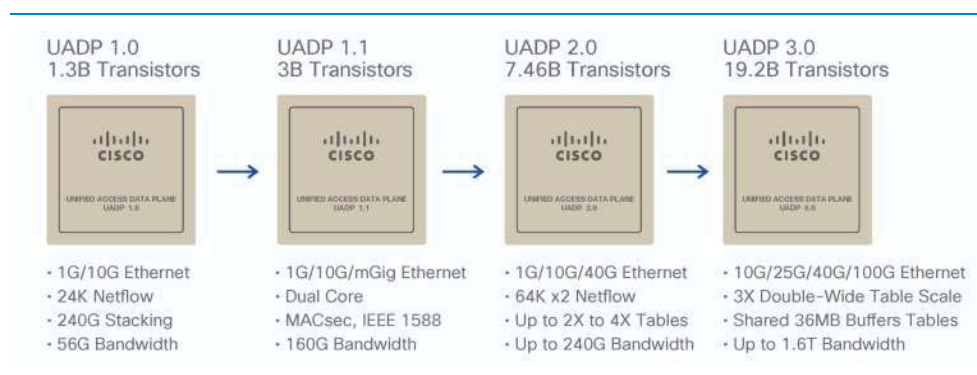 UADP 1.0
1.3B Transistors
CISCO
UNIFIED ACCESS DATA PLANE
UADP 1.0
• 1G/10G Ethernet
• 24K Netflow
• 240G Stacking
• 56G Bandwidth
UADP 1.1
3B Transistors
CISCO
UNIFIED ACCESS DATA PLANE
UADP 1.1
• 1G/10G/mGig Ethernet
• Dual Core
• MACsec, IEEE 1588
• 160G Bandwidth
UADP 2.0
7.46B Transistors
CISCO
UNIFIED ACCESS DATA PLANE
UADP 2.0
• 1G/10G/40G Ethernet
• 64K x2 Netflow
• Up to 2X to 4X Tables
• Up to 240G Bandwidth
UADP 3.0
19.2B Transistors
CISCO
UNIFIED ACCESS DATA PLANE
UADP 3.0
• 10G/25G/40G/100G Ethernet
• 3X Double-Wide Table Scale
• Shared 36MB Buffers Tables
• Up to 1.6T Bandwidth